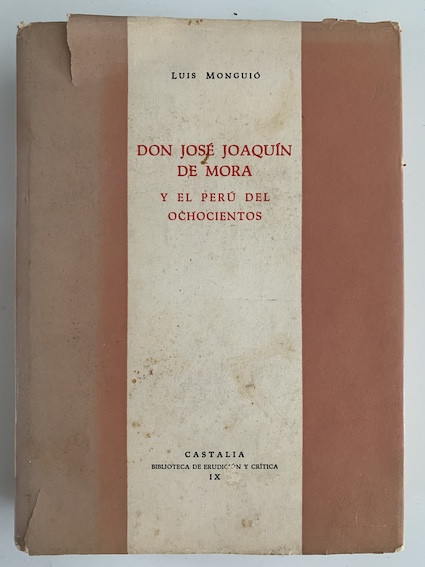 LUIS MONGUIÓ
DON JOSÉ JOAQUÍN
DE MORA
Y EL PERÚ DEL
OCHOCIENTOS
CASTALIA
BIBLIOTECA DE ERUDICIÓN Y CRÍTICA
IX